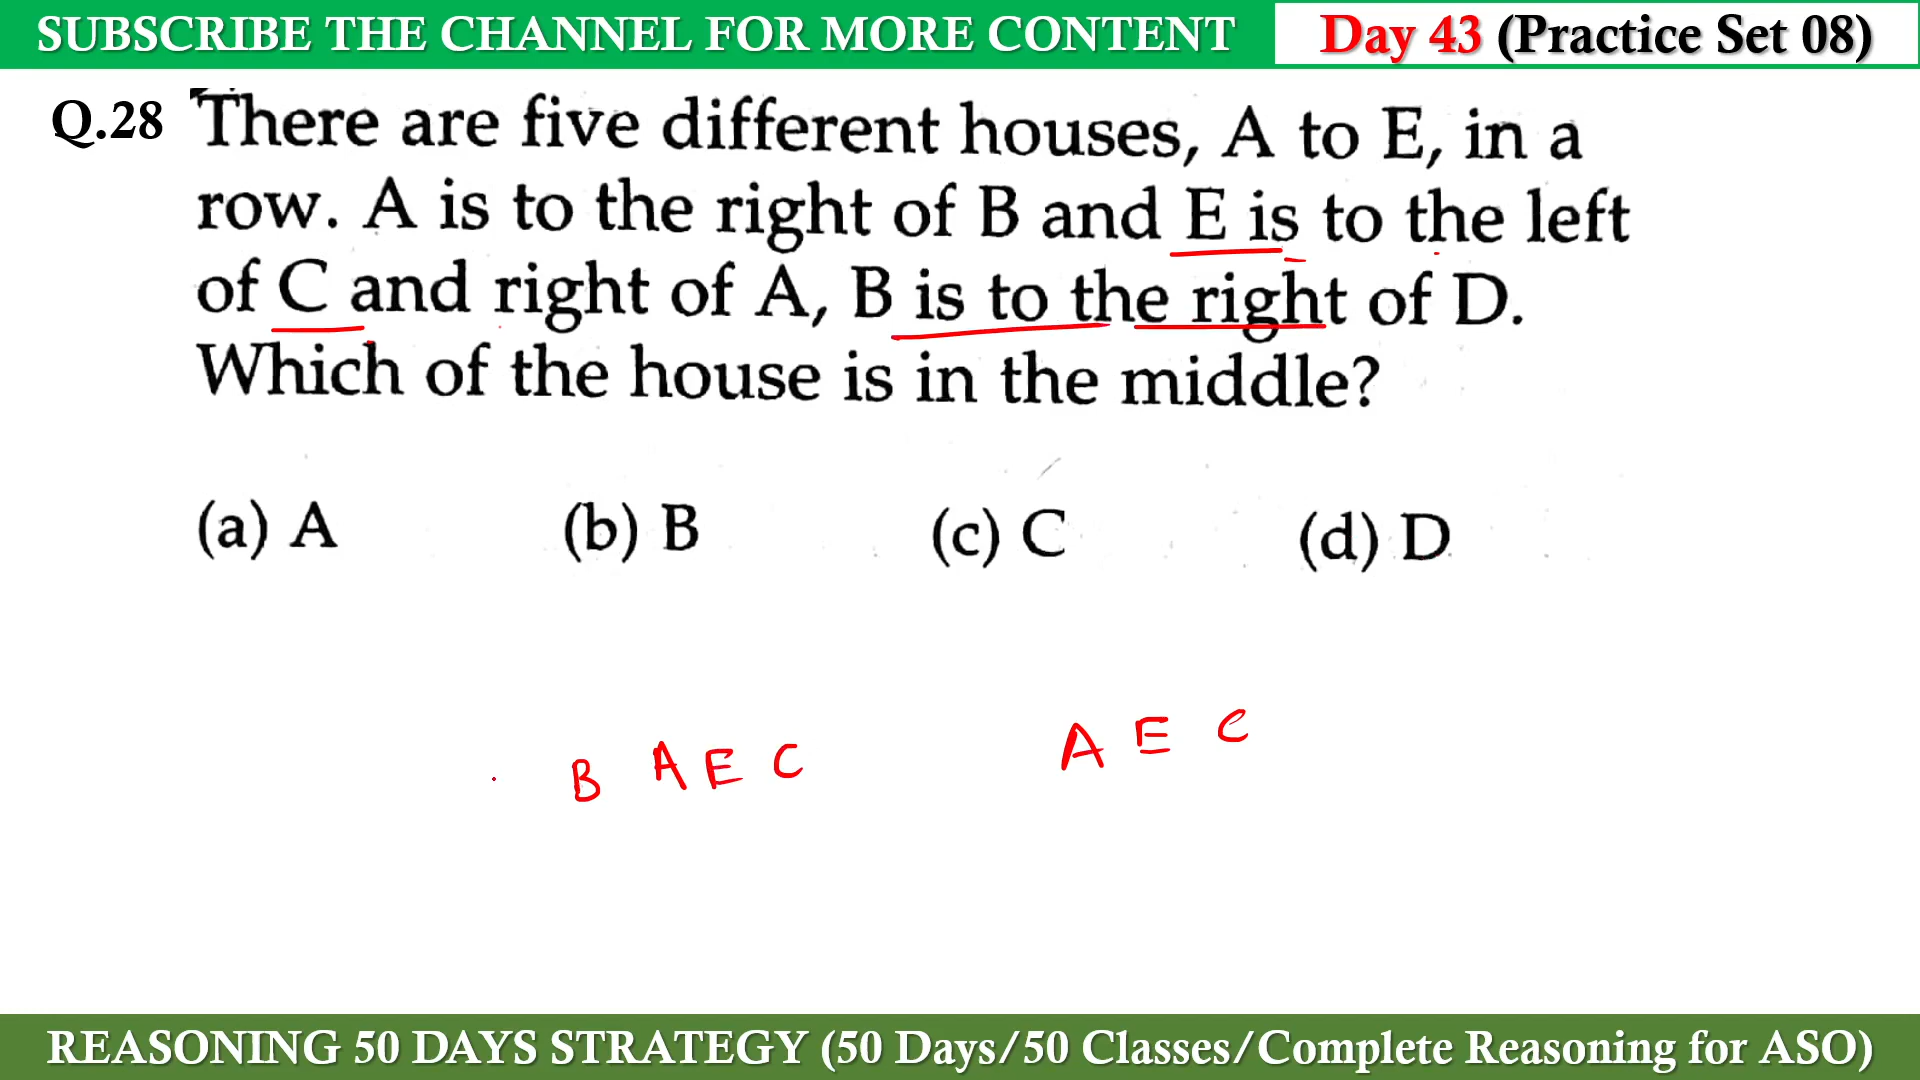 SUBSCRIBE THE CHANNEL FOR MORE CONTENT
Day 43 (Practice Set 08)
Q.28 There are five different houses, A to E, in a
row. A is to the right of B and E is to the left
of C and right of A, B is to the right of D.
Which of the house is in the middle?
(a) A (b) B (c) C (d) D
B A E C A E C
REASONING 50 DAYS STRATEGY (50 Days/50 Classes/Complete Reasoning for ASO)